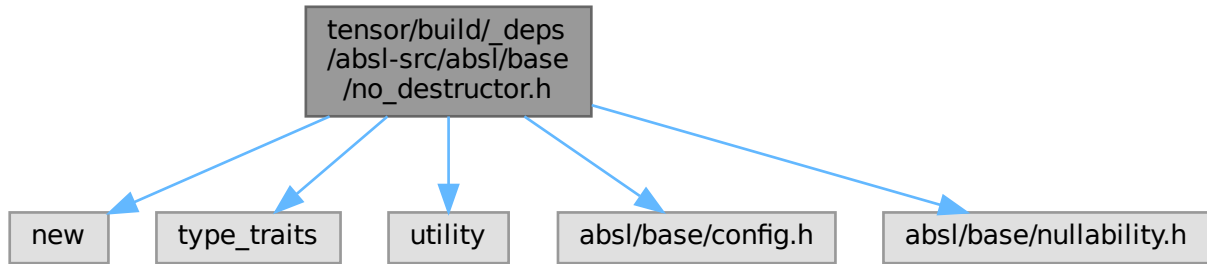 tensor/build/_deps
/absl-src/absl/base
/no_destructor.h
new
type_traits
utility
absl/base/config.h
absl/base/nullability.h